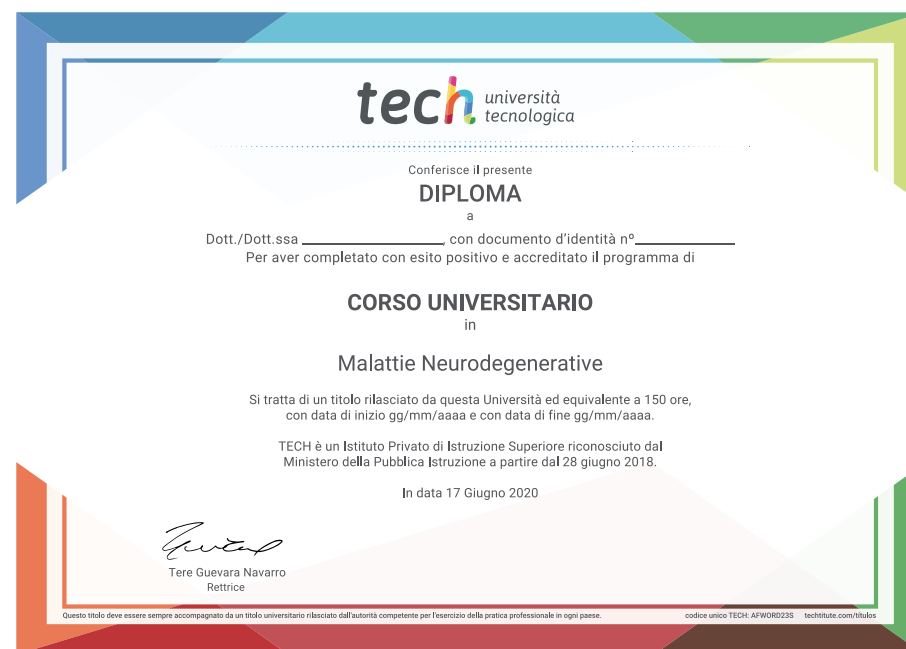 tech università
tecnologica
Conferisce il presente
DIPLOMA
a
Dott./Dott.ssa ____________________, con documento d'identità nº______________
Per aver completato con esito positivo e accreditato il programma di
CORSO UNIVERSITARIO
in
Malattie Neurodegenerative
Si tratta di un titolo rilasciato da questa Università ed equivalente a 150 ore,
con data di inizio gg/mm/aaaa e con data di fine gg/mm/aaaa.
TECH è un Istituto Privato di Istruzione Superiore riconosciuto dal
Ministero della Pubblica Istruzione a partire dal 28 giugno 2018.
In data 17 Giugno 2020
Tere Guevara Navarro
Rettrice
Questo titolo deve essere sempre accompagnato da un titolo universitario rilasciato dall'autorità competente per l'esercizio della pratica professionale in ogni paese. codice unico TECH: AFWORD23S techtitute.com/titulos